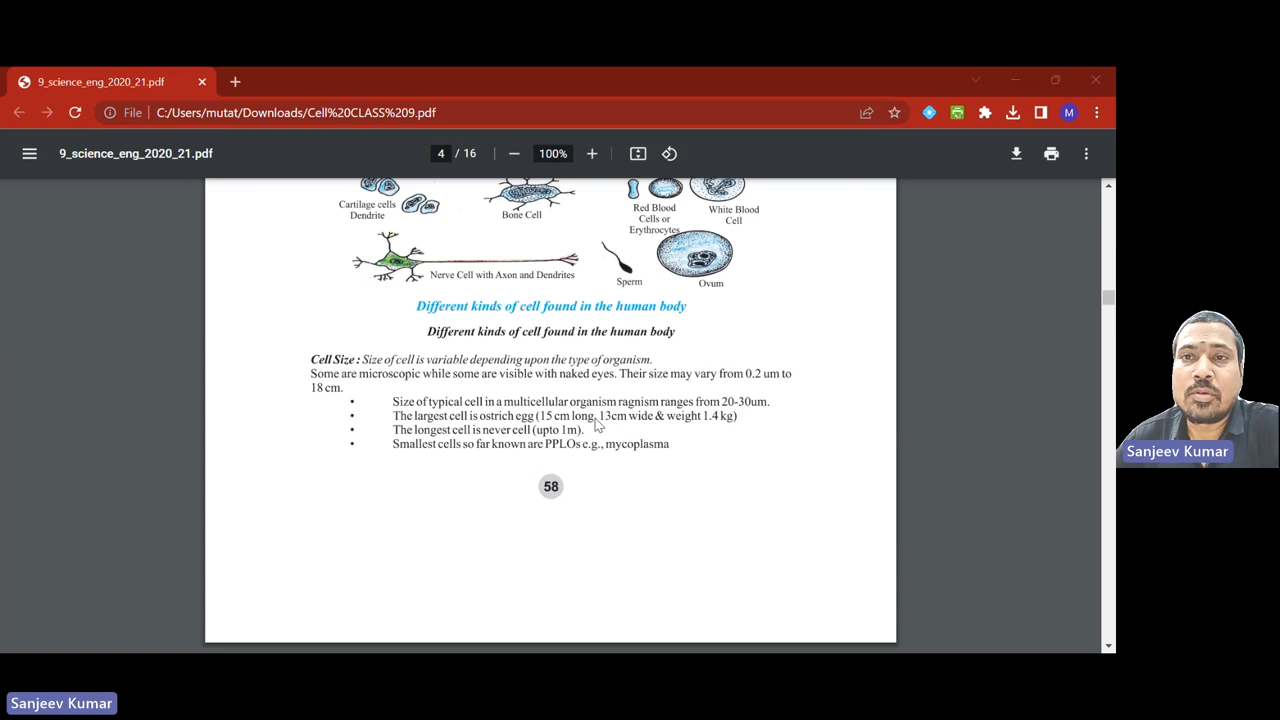 9_science_eng_2020_21.pdf
File C:/Users/mutat/Downloads/Cell%20CLASS%209.pdf
M
9_science_eng_2020_21.pdf
4 / 16
100%
Cartilage cells
Dendrite
Bone Cell
Red Blood
Cells or
Erythrocytes
White Blood
Cell
Nerve Cell with Axon and Dendrites
Sperm
Ovum
Different kinds of cell found in the human body
Different kinds of cell found in the human body
Cell Size : Size of cell is variable depending upon the type of organism.
Some are microscopic while some are visible with naked eyes. Their size may vary from 0.2 um to
18 cm.
• Size of typical cell in a multicellular organism ragnism ranges from 20-30um.
• The largest cell is ostrich egg (15 cm long, 13cm wide & weight 1.4 kg)
• The longest cell is never cell (upto 1m).
• Smallest cells so far known are PPLOs e.g., mycoplasma
58
Sanjeev Kumar
Sanjeev Kumar